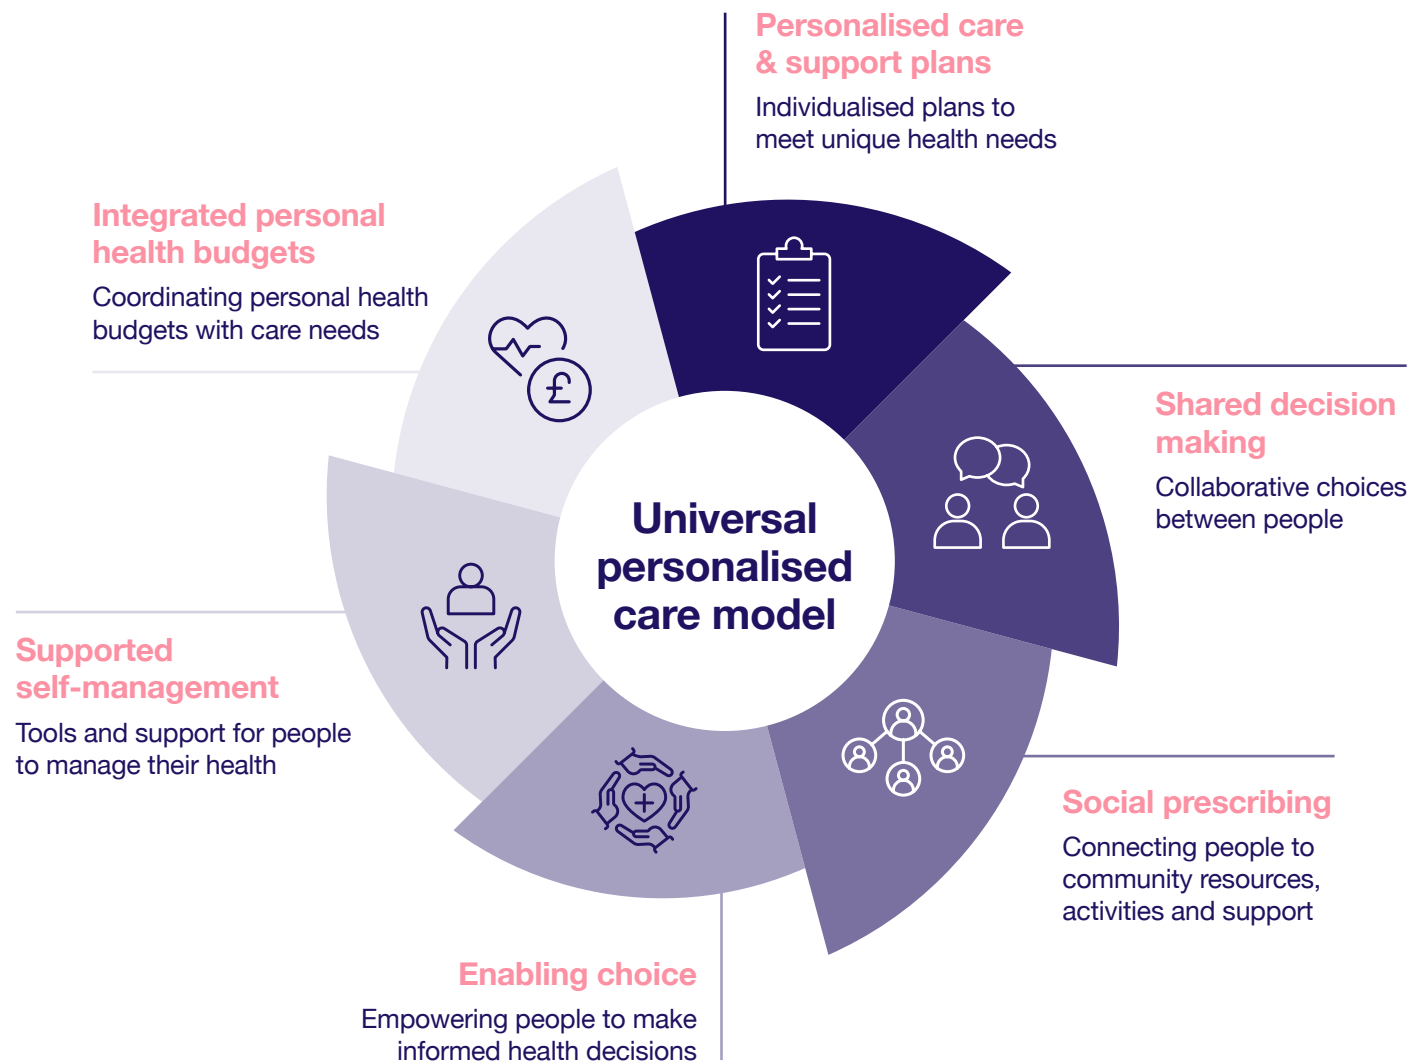 Personalised care
& support plans
Individualised plans to
meet unique health needs
Integrated personal
health budgets
Coordinating personal health
budgets with care needs
£
Shared decision
making
Collaborative choices
between people
Universal
personalised
care model
Supported
self-management
Tools and support for people
to manage their health
Social prescribing
Connecting people to
community resources,
activities and support
Enabling choice
Empowering people to make
informed health decisions